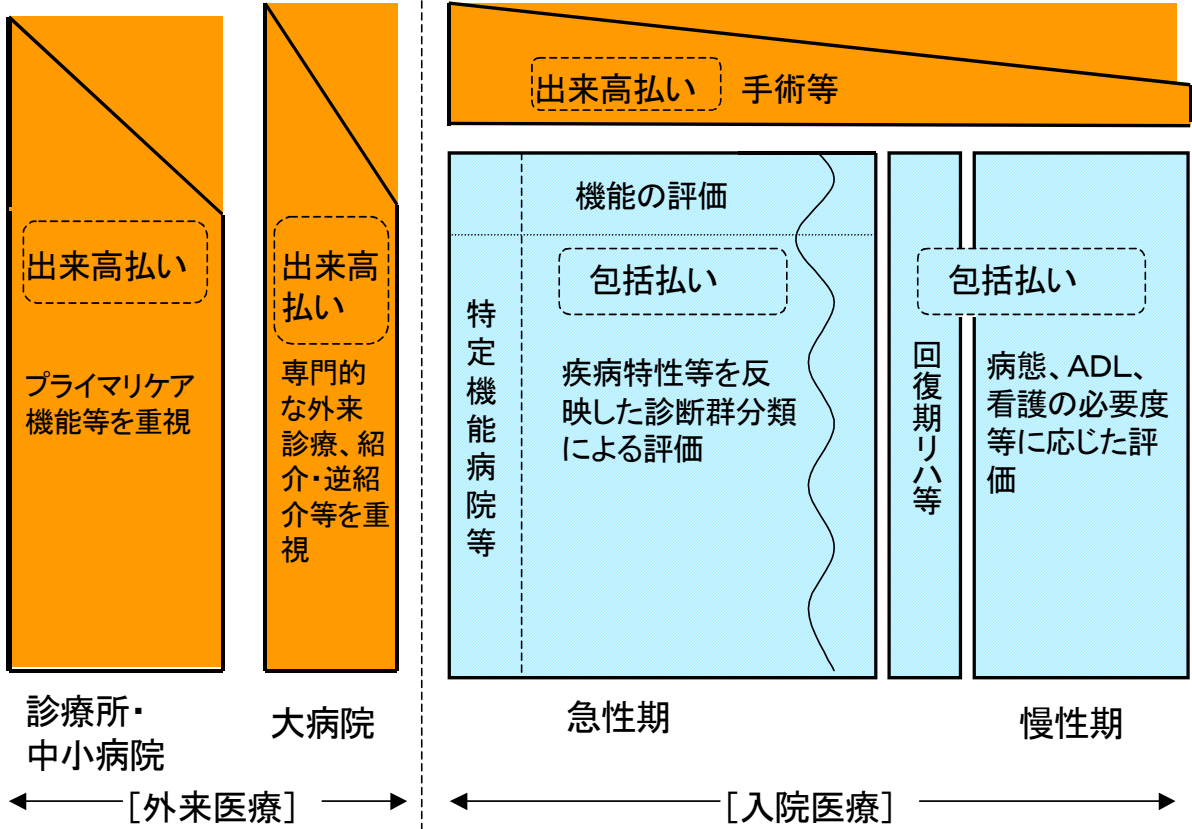 出来高払い 手術等
出来高払い
プライマリケア
機能等を重視
出来高
払い
専門的
な外来
診療、紹
介・逆紹
介等を重
視
特定機能病院等
機能の評価
包括払い
疾病特性等を反
映した診断群分類
による評価
回復期リハ等
包括払い
病態、ADL、
看護の必要度
等に応じた評
価
診療所・
中小病院
大病院
急性期
慢性期
[外来医療]
[入院医療]